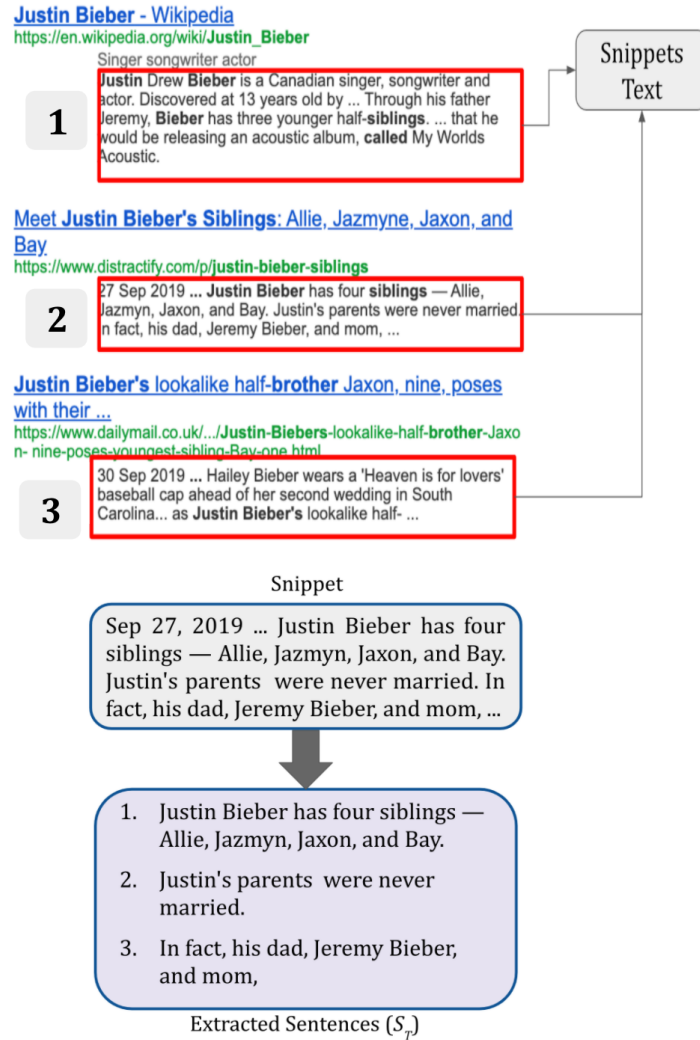 Justin Bieber - Wikipedia
https://en.wikipedia.org/wiki/Justin_Bieber
Singer songwriter actor
Justin Drew Bieber is a Canadian singer, songwriter and
actor. Discovered at 13 years old by ... Through his father
Jeremy, Bieber has three younger half-siblings. ... that he
would be releasing an acoustic album, called My Worlds
Acoustic.
1
Snippets
Text
Meet Justin Bieber's Siblings: Allie, Jazmyne, Jaxon, and
Bay
https://www.distractify.com/p/justin-bieber-siblings
27 Sep 2019 ... Justin Bieber has four siblings — Allie,
Jazmyn, Jaxon, and Bay. Justin's parents were never married.
In fact, his dad, Jeremy Bieber, and mom, ...
2
Justin Bieber's lookalike half-brother Jaxon, nine, poses
with their ...
https://www.dailymail.co.uk/.../Justin-Biebers-lookalike-half-brother-Jaxo
n- nine-poses-youngest-sibling-Bay-one.html
30 Sep 2019 ... Hailey Bieber wears a 'Heaven is for lovers'
baseball cap ahead of her second wedding in South
Carolina... as Justin Bieber's lookalike half- ...
3
Snippet
Sep 27, 2019 ... Justin Bieber has four
siblings — Allie, Jazmyn, Jaxon, and Bay.
Justin's parents were never married. In
fact, his dad, Jeremy Bieber, and mom, ...
1. Justin Bieber has four siblings —
Allie, Jazmyn, Jaxon, and Bay.
2. Justin's parents were never
married.
3. In fact, his dad, Jeremy Bieber,
and mom,
Extracted Sentences (S_T)